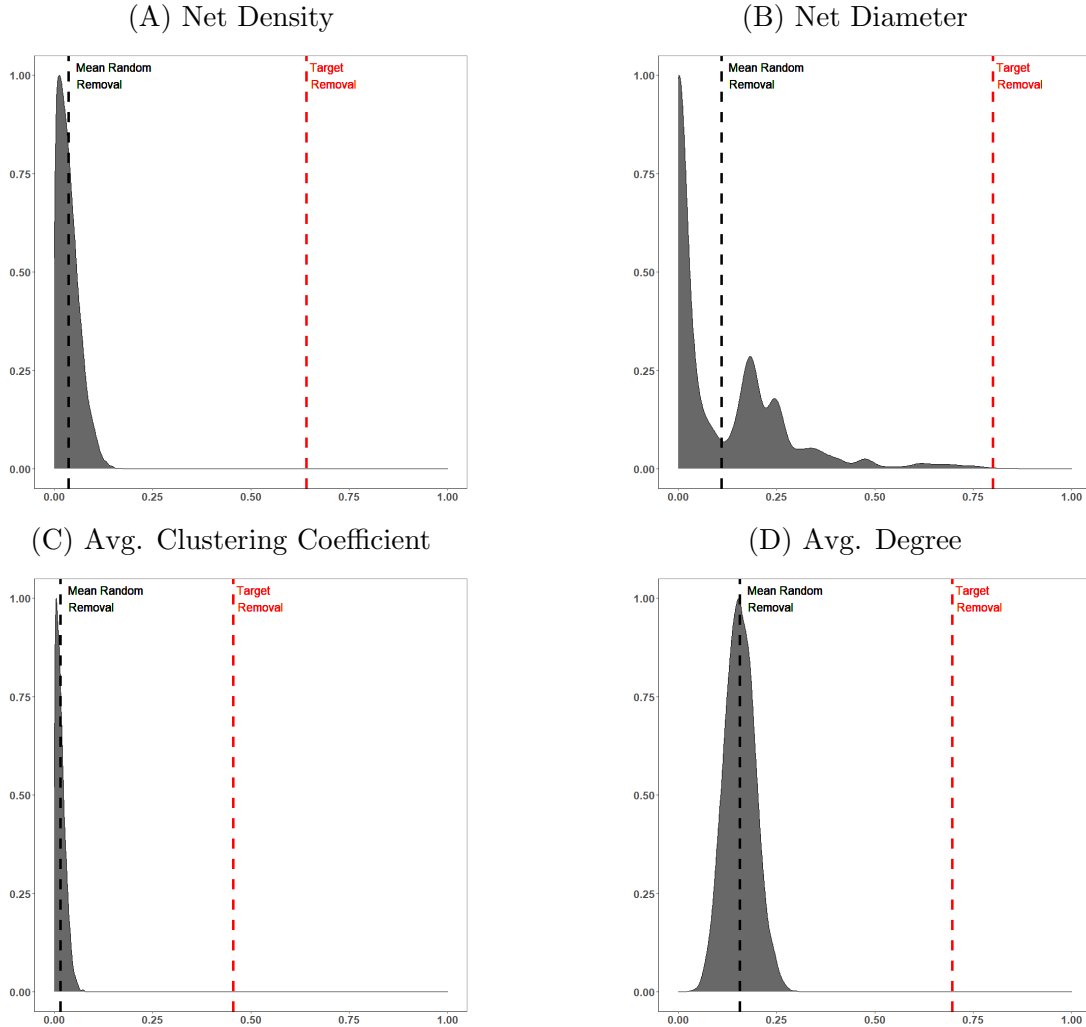 (A) Net Density
Mean Random
Removal
Target
Removal
1.00
0.75
0.50
0.25
0.00
0.00 0.25 0.50 0.75 1.00
(B) Net Diameter
Mean Random
Removal
Target
Removal
1.00
0.75
0.50
0.25
0.00
0.00 0.25 0.50 0.75 1.00
(C) Avg. Clustering Coefficient
Mean Random
Removal
Target
Removal
1.00
0.75
0.50
0.25
0.00
0.00 0.25 0.50 0.75 1.00
(D) Avg. Degree
Mean Random
Removal
Target
Removal
1.00
0.75
0.50
0.25
0.00
0.00 0.25 0.50 0.75 1.00